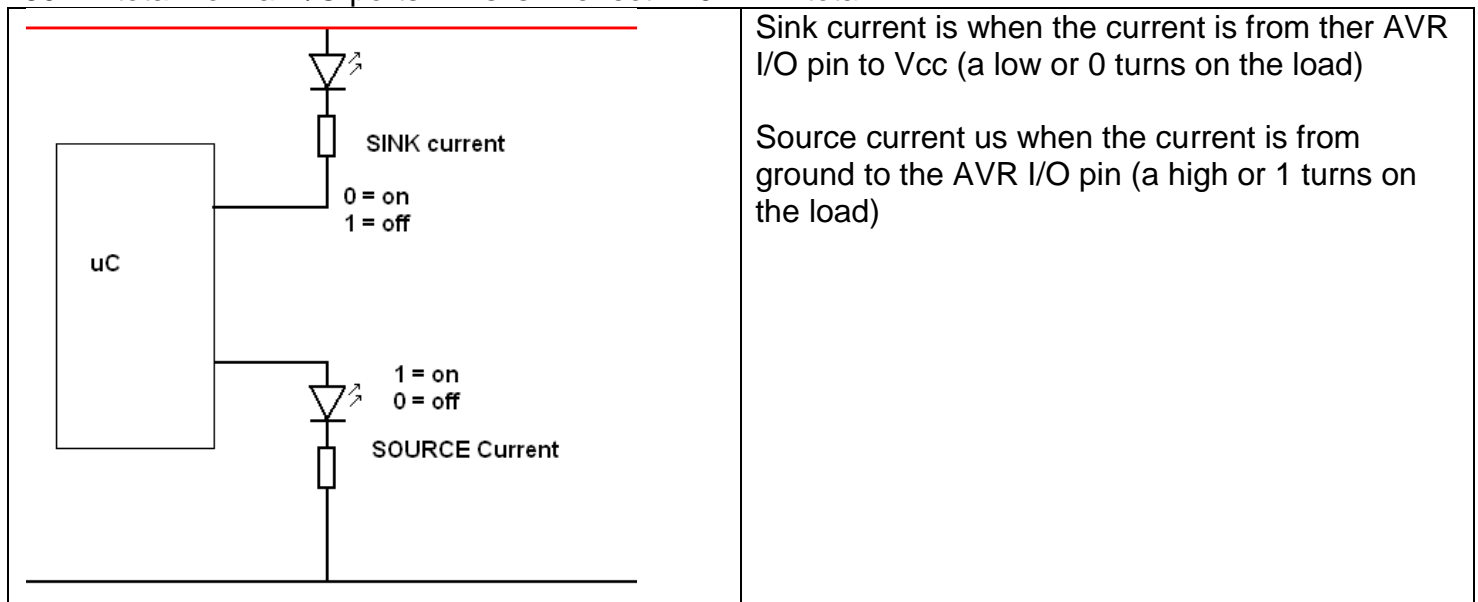 Sink current is when the current is from ther AVR
I/O pin to Vcc (a low or 0 turns on the load)
Source current us when the current is from
ground to the AVR I/O pin (a high or 1 turns on
the load)
SINK current
0 = on
1 = off
uC
1 = on
0 = off
SOURCE Current